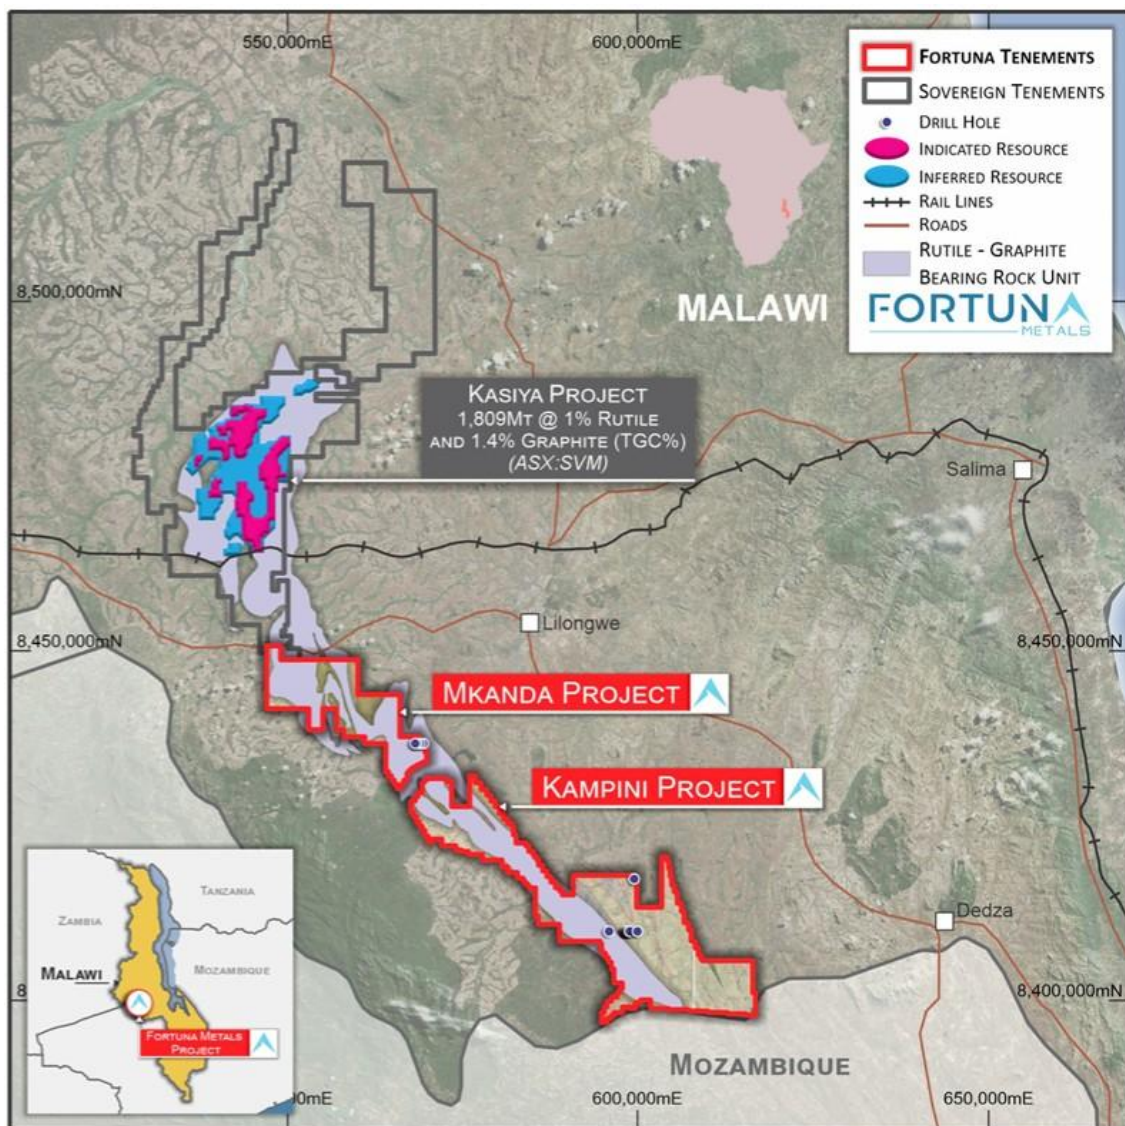 550,000mE
600,000mE
FORTUNA TENEMENTS
SOVEREIGN TENEMENTS
DRILL HOLE
INDICATED RESOURCE
INFERRED RESOURCE
RAIL LINES
ROADS
RUTILE - GRAPHITE
BEARING ROCK UNIT
FORTUNA
METALS
8,500,000mN
MALAWI
KASIYA PROJECT
1,809MT @ 1% RUTILE
AND 1.4% GRAPHITE (TGC%)
(ASX:SVM)
Salima
Lilongwe
8,450,000mN
8,450,000mN
MKANDA PROJECT
KAMPINI PROJECT
Dedza
8,400,000mN
MOZAMBIQUE
TANZANIA
ZAMBIA
MALAWI
MOZAMBIQUE
FORTUNA METALS
PROJECT
600,000mE
650,000mE